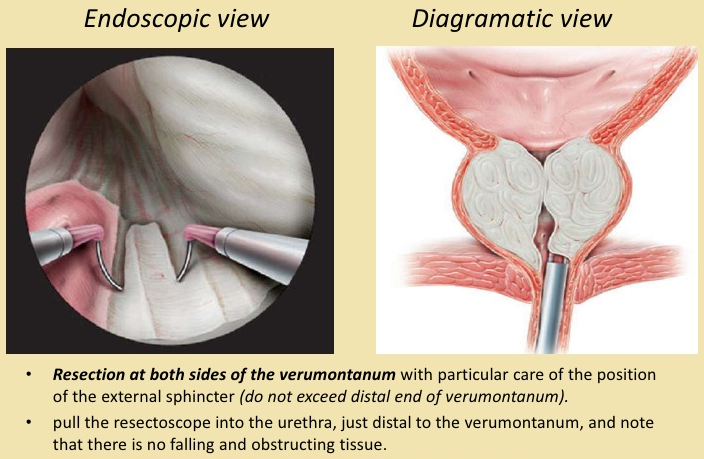 Endoscopic view
Diagramatic view
• Resection at both sides of the verumontanum with particular care of the position
of the external sphincter (do not exceed distal end of verumontanum).
• pull the resectoscope into the urethra, just distal to the verumontanum, and note
that there is no falling and obstructing tissue.